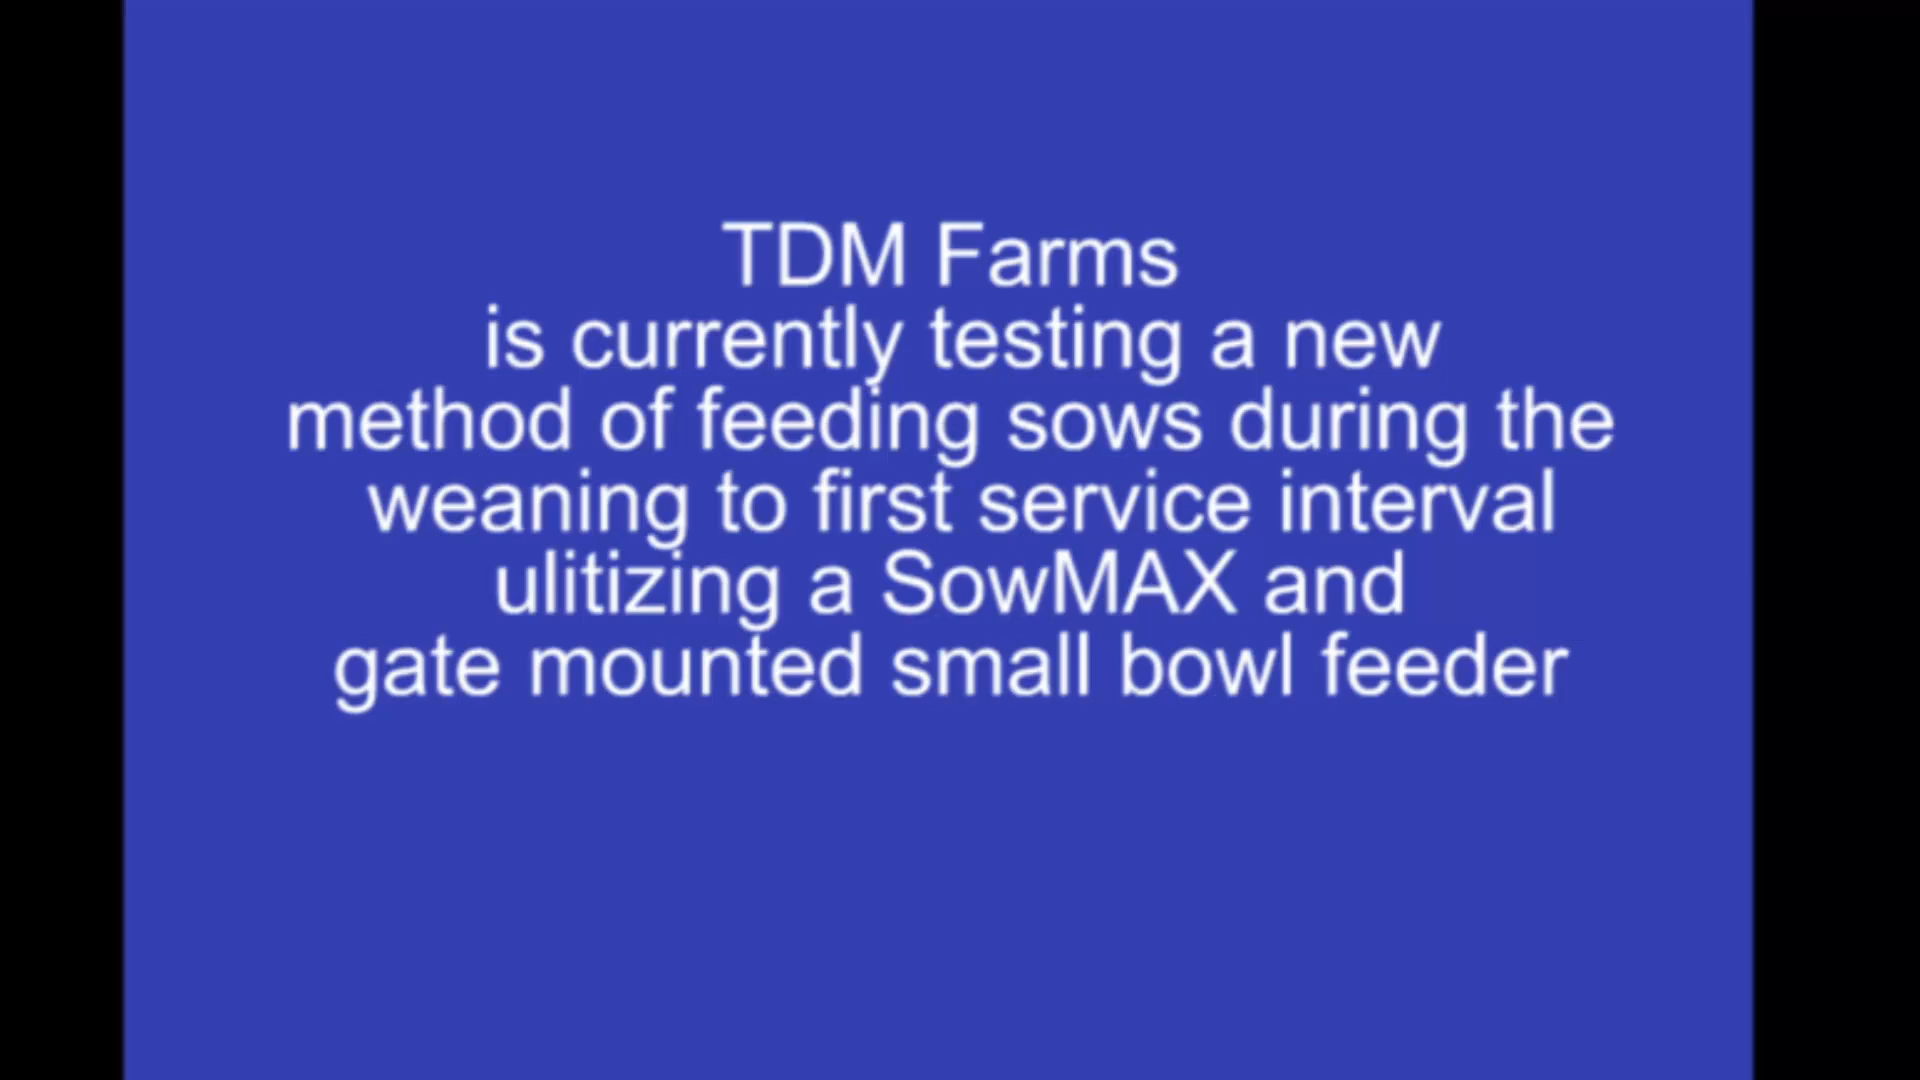 TDM Farms
is currently testing a new
method of feeding sows during the
weaning to first service interval
ulitizing a SowMAX and
gate mounted small bowl feeder